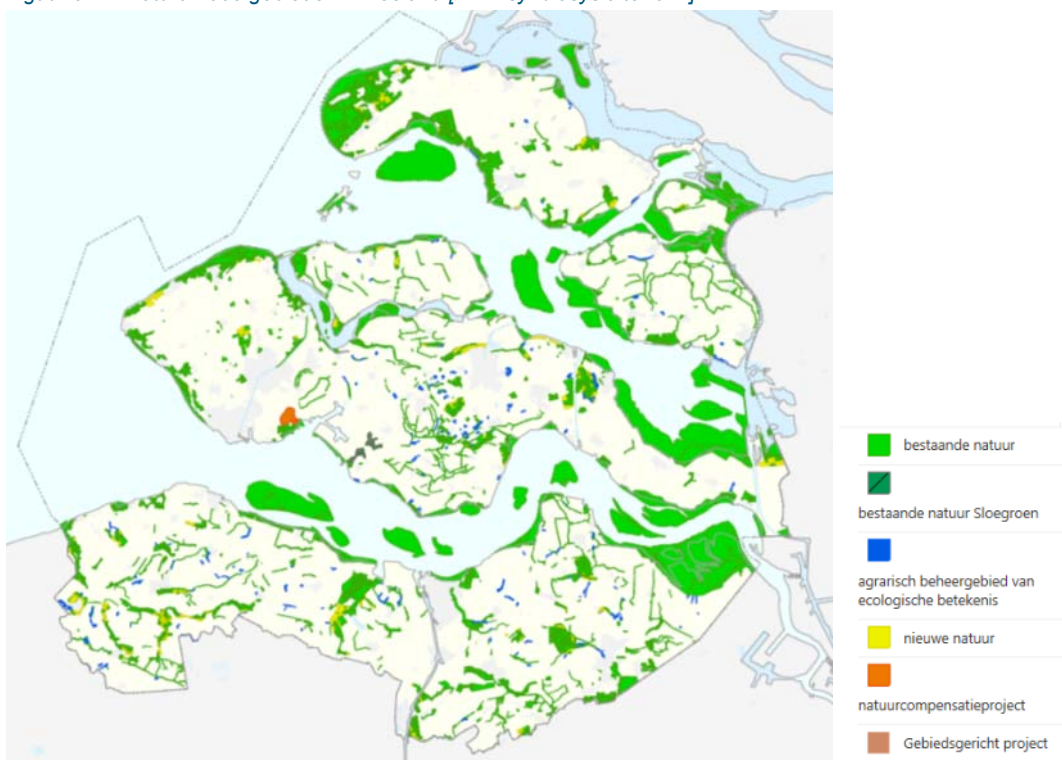 bestaande natuur
bestaande natuur Sloegroen
agrarisch beheergebied van
ecologische betekenis
nieuwe natuur
natuurcompensatieproject
Gebiedsgericht project